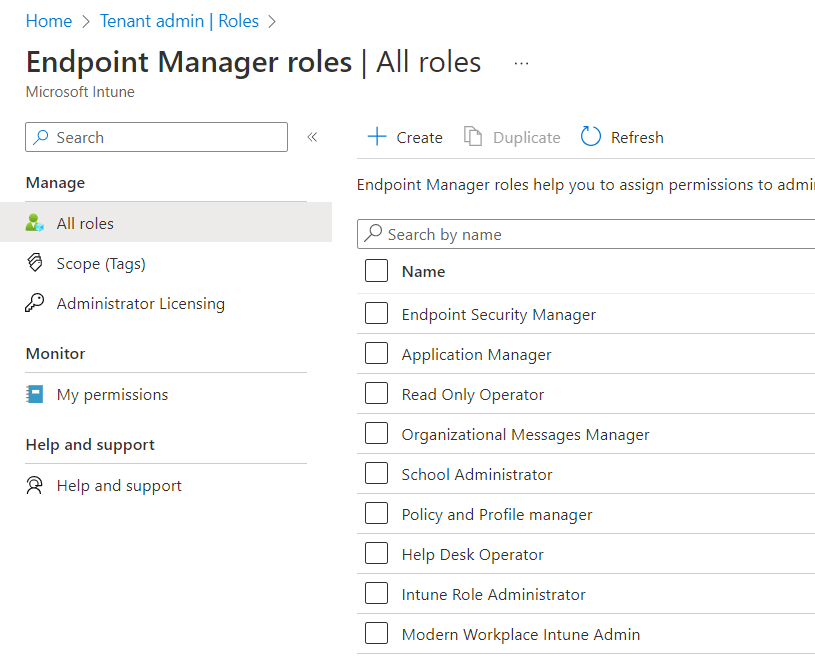 Home > Tenant admin | Roles >
Endpoint Manager roles | All roles ...
Microsoft Intune
Search
«
Manage
All roles
Scope (Tags)
Administrator Licensing
Monitor
My permissions
Help and support
Help and support
Create Duplicate Refresh
Endpoint Manager roles help you to assign permissions to admi
Search by name
Name
Endpoint Security Manager
Application Manager
Read Only Operator
Organizational Messages Manager
School Administrator
Policy and Profile manager
Help Desk Operator
Intune Role Administrator
Modern Workplace Intune Admin